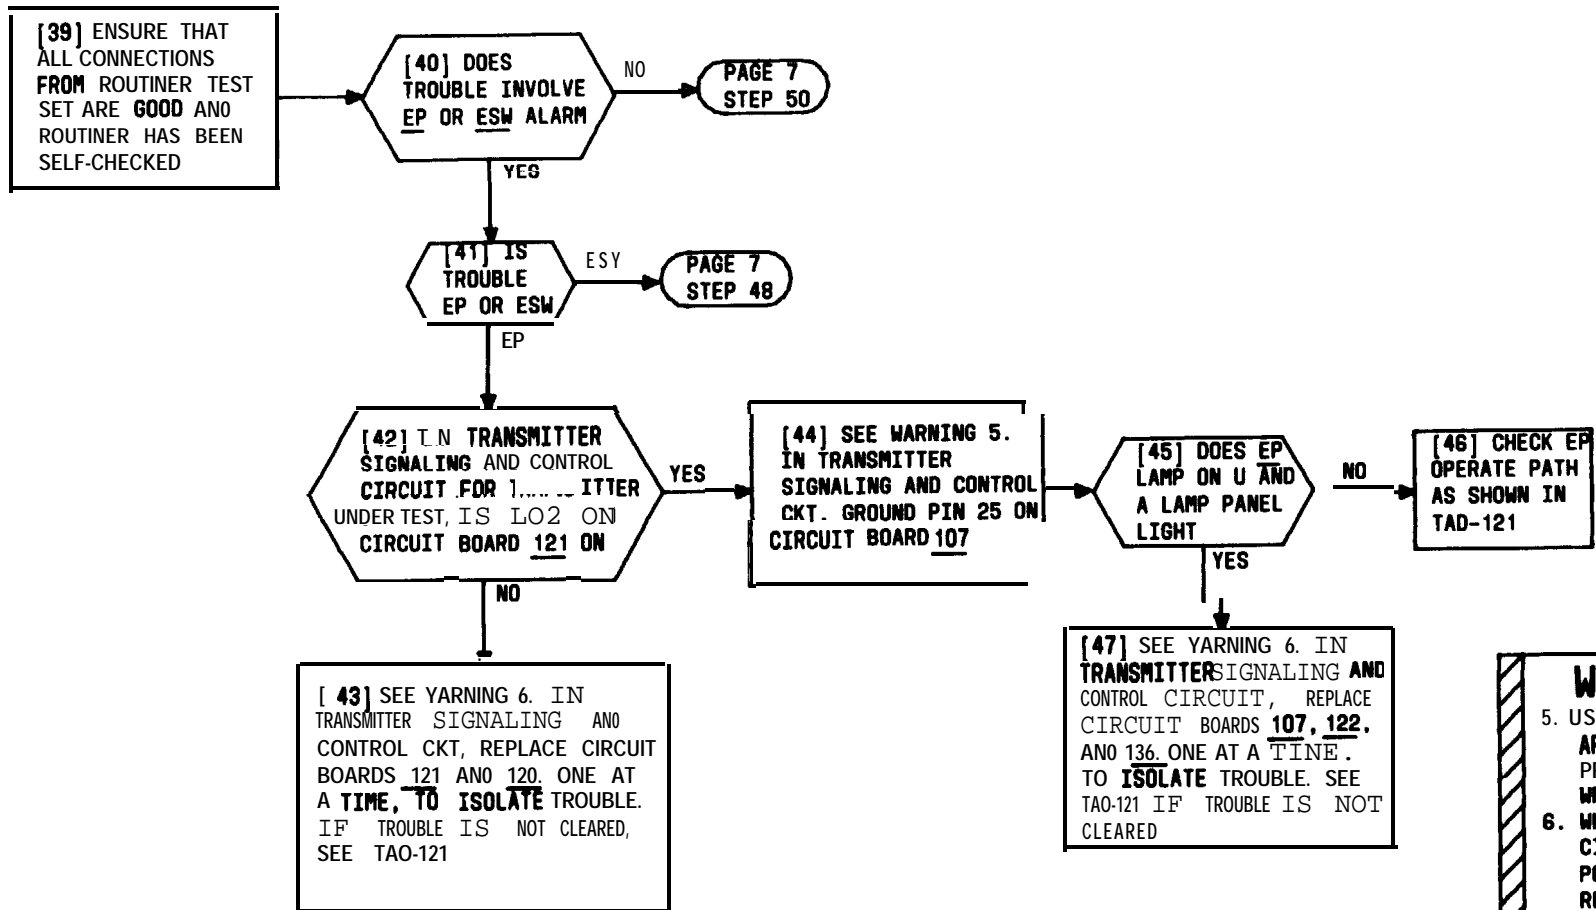 [39] ENSURE THAT
ALL CONNECTIONS
FROM ROUTINER TEST
SET ARE GOOD AN0
ROUTINER HAS BEEN
SELF-CHECKED
[40] DOES
TROUBLE INVOLVE
EP OR ESW ALARM
NO
PAGE 7
STEP 50
YES
[41] IS
TROUBLE
EP OR ESW
ESY
PAGE 7
STEP 48
EP
[42] TRANSMITTER
SIGNALING AND CONTROL
CIRCUIT FOR ITTER
UNDER TEST, IS LO2 ON
CIRCUIT BOARD 121 ON
YES
NO
[43] SEE YARNING 6. IN
TRANSMITTER SIGNALING AN0
CONTROL CKT, REPLACE CIRCUIT
BOARDS 121 AN0 120. ONE AT
A TIME, TO ISOLATE TROUBLE.
IF TROUBLE IS NOT CLEARED,
SEE TAO-121
[44] SEE WARNING 5.
IN TRANSMITTER
SIGNALING AND CONTROL
CKT. GROUND PIN 25 ON
CIRCUIT BOARD 107
[45] DOES EP
LAMP ON U AND
A LAMP PANEL
LIGHT
NO
[46] CHECK EP
OPERATE PATH
AS SHOWN IN
TAD-121
YES
[47] SEE YARNING 6. IN
TRANSMITTER SIGNALING AND
CONTROL CIRCUIT, REPLACE
CIRCUIT BOARDS 107, 122,
AN0 136. ONE AT A TINE.
TO ISOLATE TROUBLE. SEE
TAO-121 IF TROUBLE IS NOT
CLEARED
5. US
6.